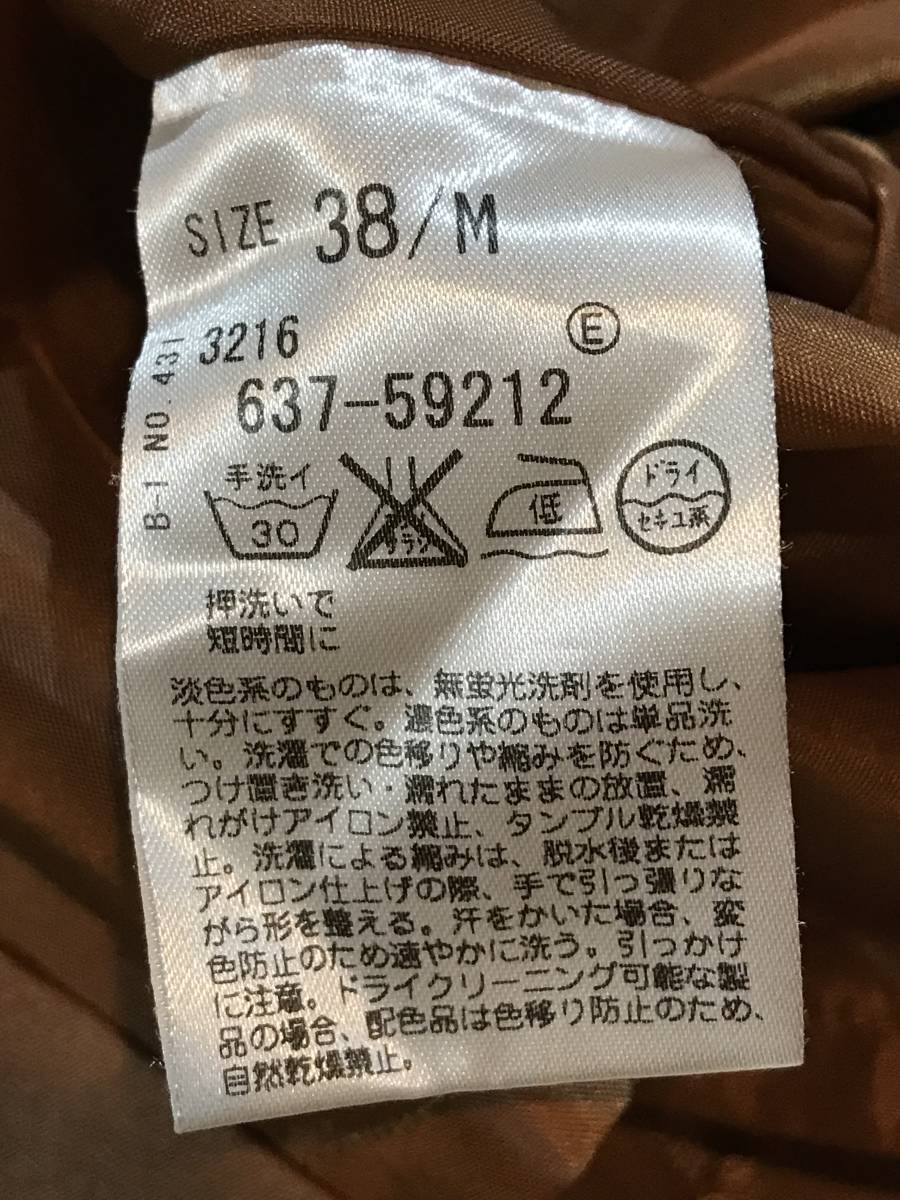 SIZE 38/M
B-1 NO.431
3216
E
637-59212
手洗イ
30
エンソ
サラシ
低
ドライ
セキユ系
押洗いで
短時間に
淡色系のものは、無蛍光洗剤を使用し、
十分にすすぐ。濃色系のものは単品洗
い。洗濯での色移りや縮みを防ぐため、
つけ置き洗い・濡れたままの放置、濡
れがけアイロン禁止、タンブル乾燥禁
止。洗濯による縮みは、脱水後または
アイロン仕上げの際、手で引っ張りな
がら形を整える。汗をかいた場合、変
色防止のため速やかに洗う。引っかけ
に注意。ドライクリーニング可能な製
品の場合、配色品は色移り防止のため、
自然乾燥禁止。